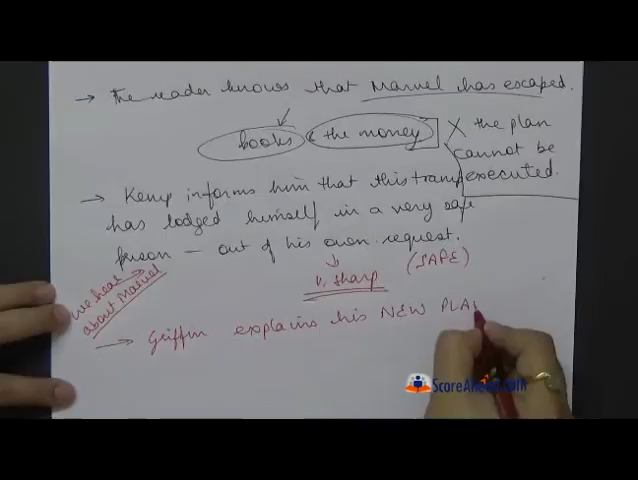 → The reader knows that Marvel has escaped.
books & the money X the plan
cannot be
executed.
→ Kemp informs him that this tramp
has lodged himself in a very safe
prison - out of his own request.
v. sharp (SAFE)
we hear
about Marvel
→ Griffin explains his NEW PLA
ScoreAhead.com